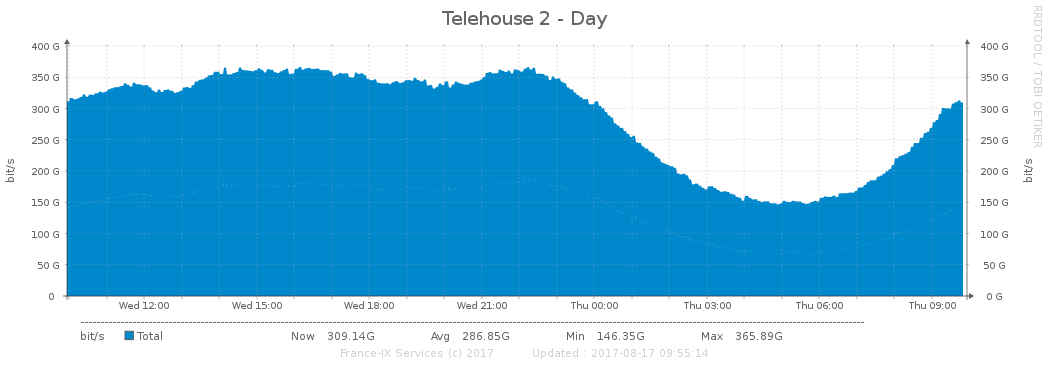 Telehouse 2 - Day
RRDTOOL / TOBI OETIKER
400 G 400 G
350 G 350 G
300 G 300 G
250 G 250 G
200 G 200 G
150 G 150 G
100 G 100 G
50 G 50 G
0 0 G
bit/s bit/s
Wed 12:00 Wed 15:00 Wed 18:00 Wed 21:00 Thu 00:00 Thu 03:00 Thu 06:00 Thu 09:00
bit/s Total Now 309.14G Avg 286.85G Min 146.35G Max 365.89G
France-IX Services (c) 2017 Updated : 2017-08-17 09:55:14